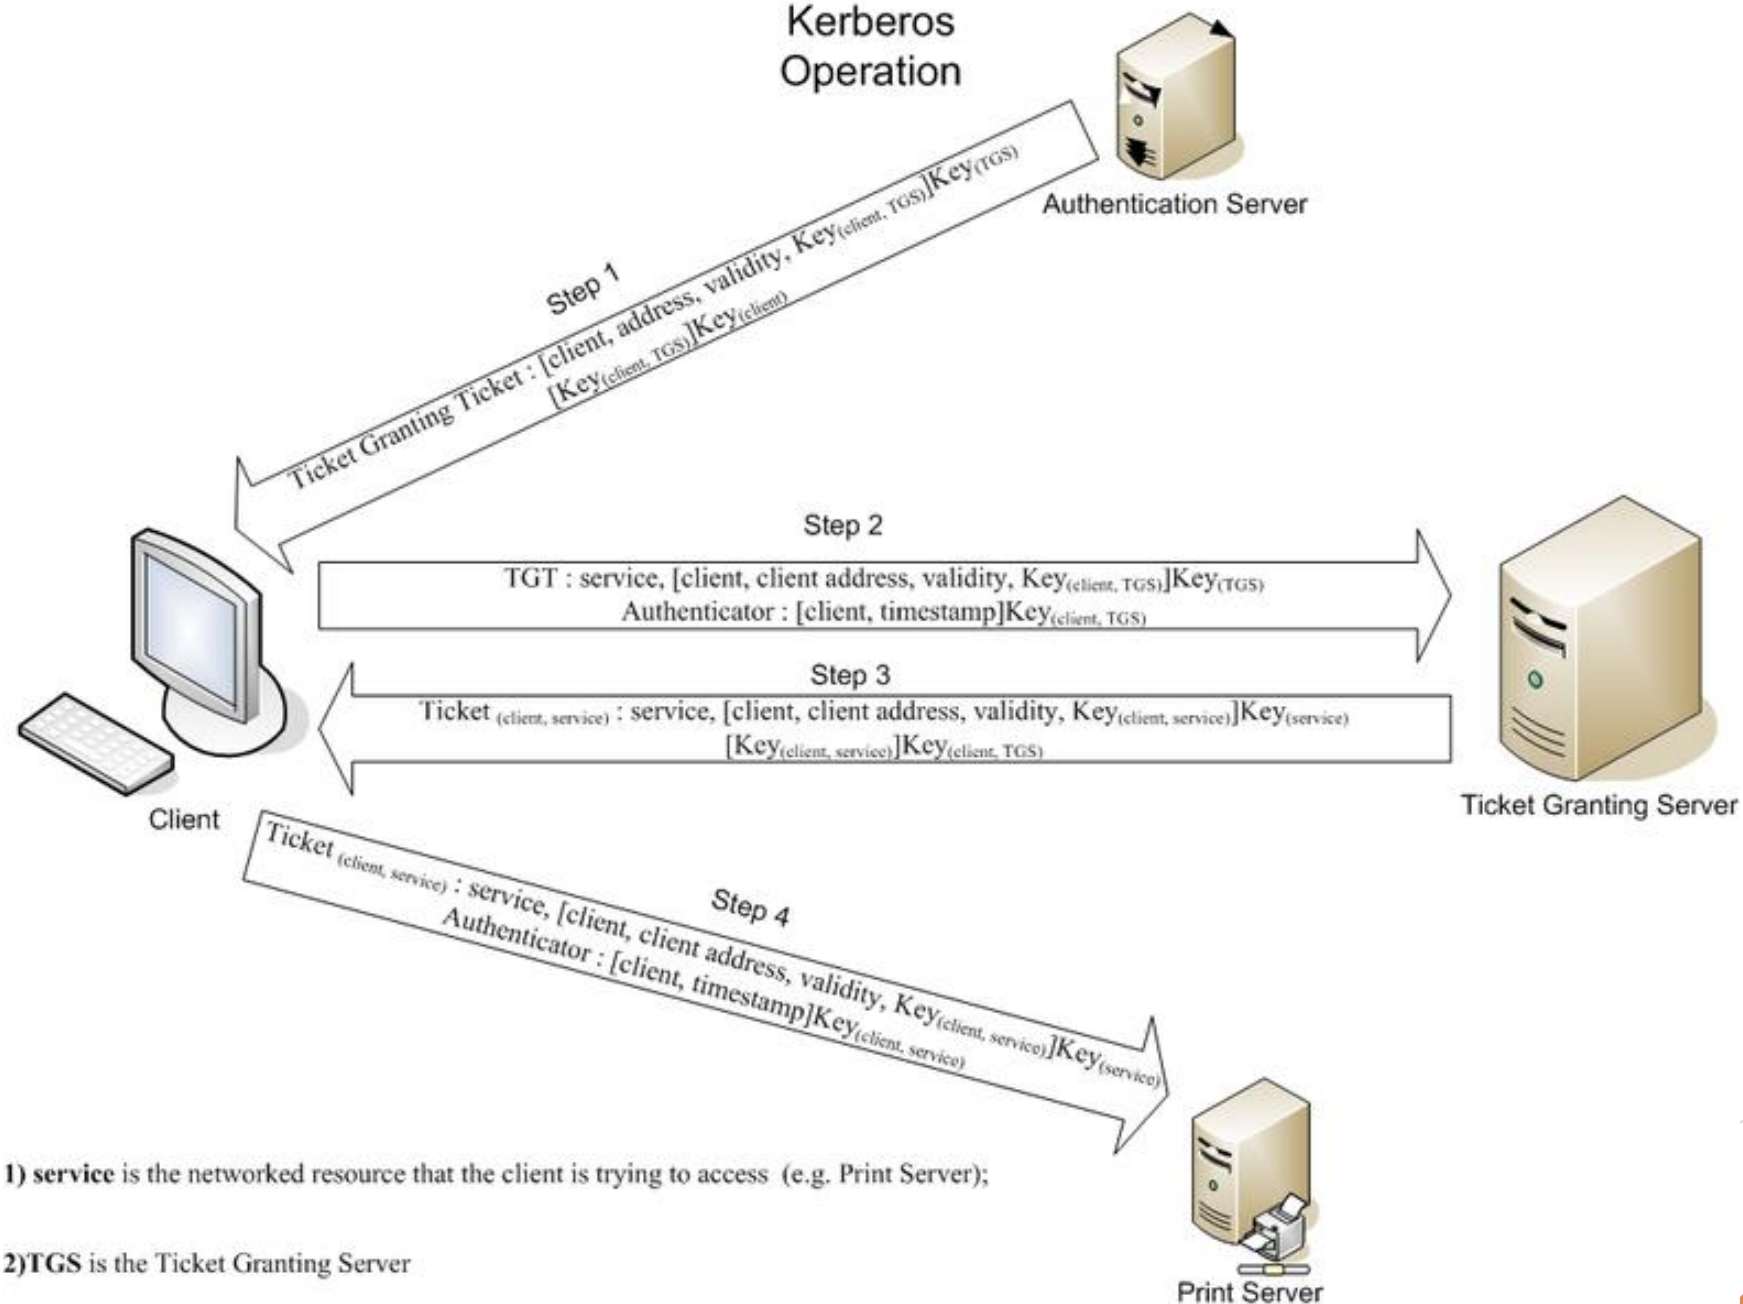 Kerberos
Operation
Authentication Server
Step 1
Ticket Granting Ticket : [client, address, validity, Key(client, TGS)]Key(TGS)
[Key(client, TGS)]Key(client)
Step 2
TGT : service, [client, client address, validity, Key(client, TGS)]Key(TGS)
Authenticator : [client, timestamp]Key(client, TGS)
Step 3
Ticket (client, service) : service, [client, client address, validity, Key(client, service)]Key(service)
[Key(client, service)]Key(client, TGS)
Ticket Granting Server
Client
Step 4
Ticket (client, service) : service, [client, client address, validity, Key(client, service)]Key(service)
Authenticator : [client, timestamp]Key(client, service)
1) service is the networked resource that the client is trying to access (e.g. Print Server);
2)TGS is the Ticket Granting Server
Print Server